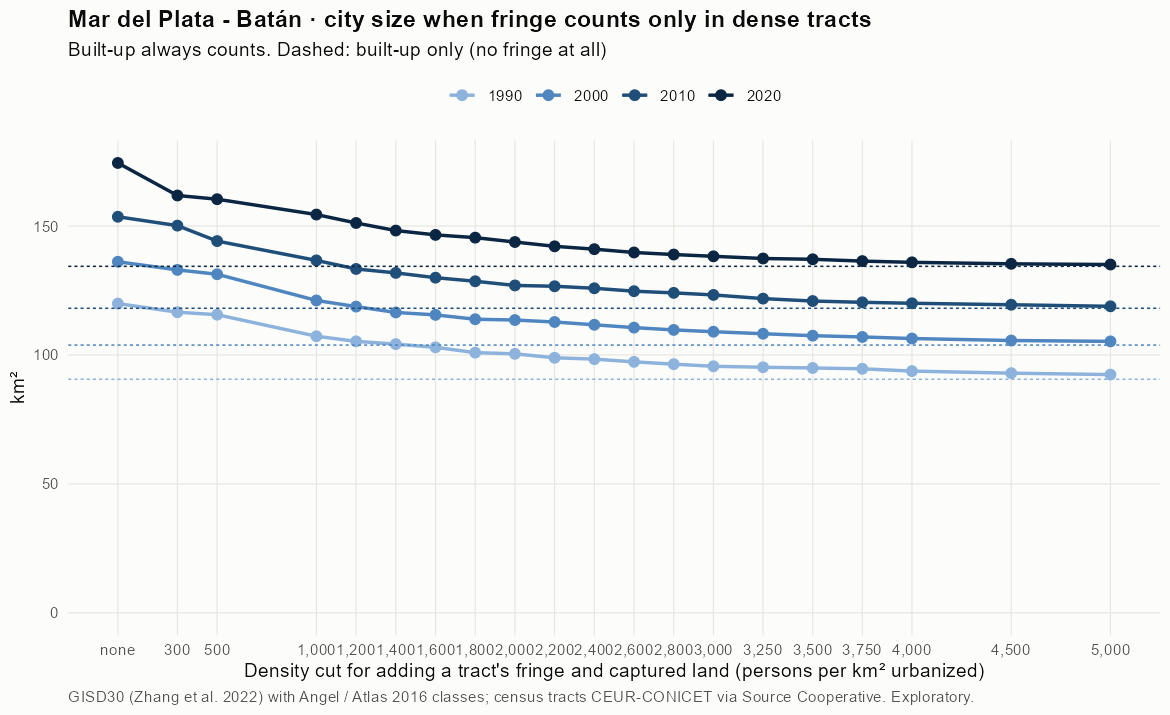 Mar del Plata - Batán · city size when fringe counts only in dense tracts
Built-up always counts. Dashed: built-up only (no fringe at all)
1990 2000 2010 2020
150
100
50
0
km²
none 300 500 1,000 1,200 1,400 1,600 1,800 2,000 2,200 2,400 2,600 2,800 3,000 3,250 3,500 3,750 4,000 4,500 5,000
Density cut for adding a tract's fringe and captured land (persons per km² urbanized)
GISD30 (Zhang et al. 2022) with Angel / Atlas 2016 classes; census tracts CEUR-CONICET via Source Cooperative. Exploratory.